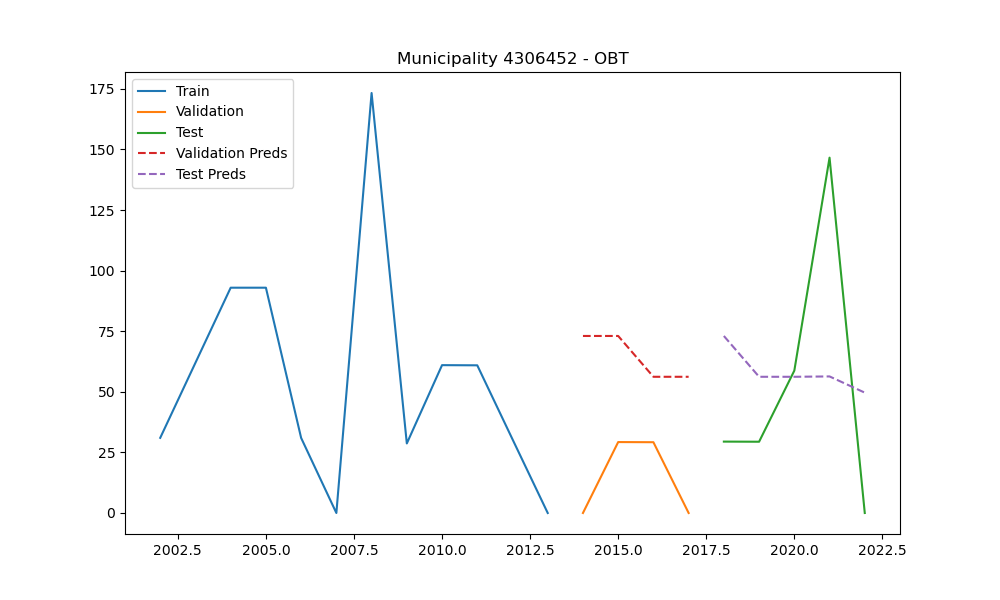 Municipality 4306452 - OBT
Train
Validation
Test
Validation Preds
Test Preds
175
150
125
100
75
50
25
0
2002.5 2005.0 2007.5 2010.0 2012.5 2015.0 2017.5 2020.0 2022.5